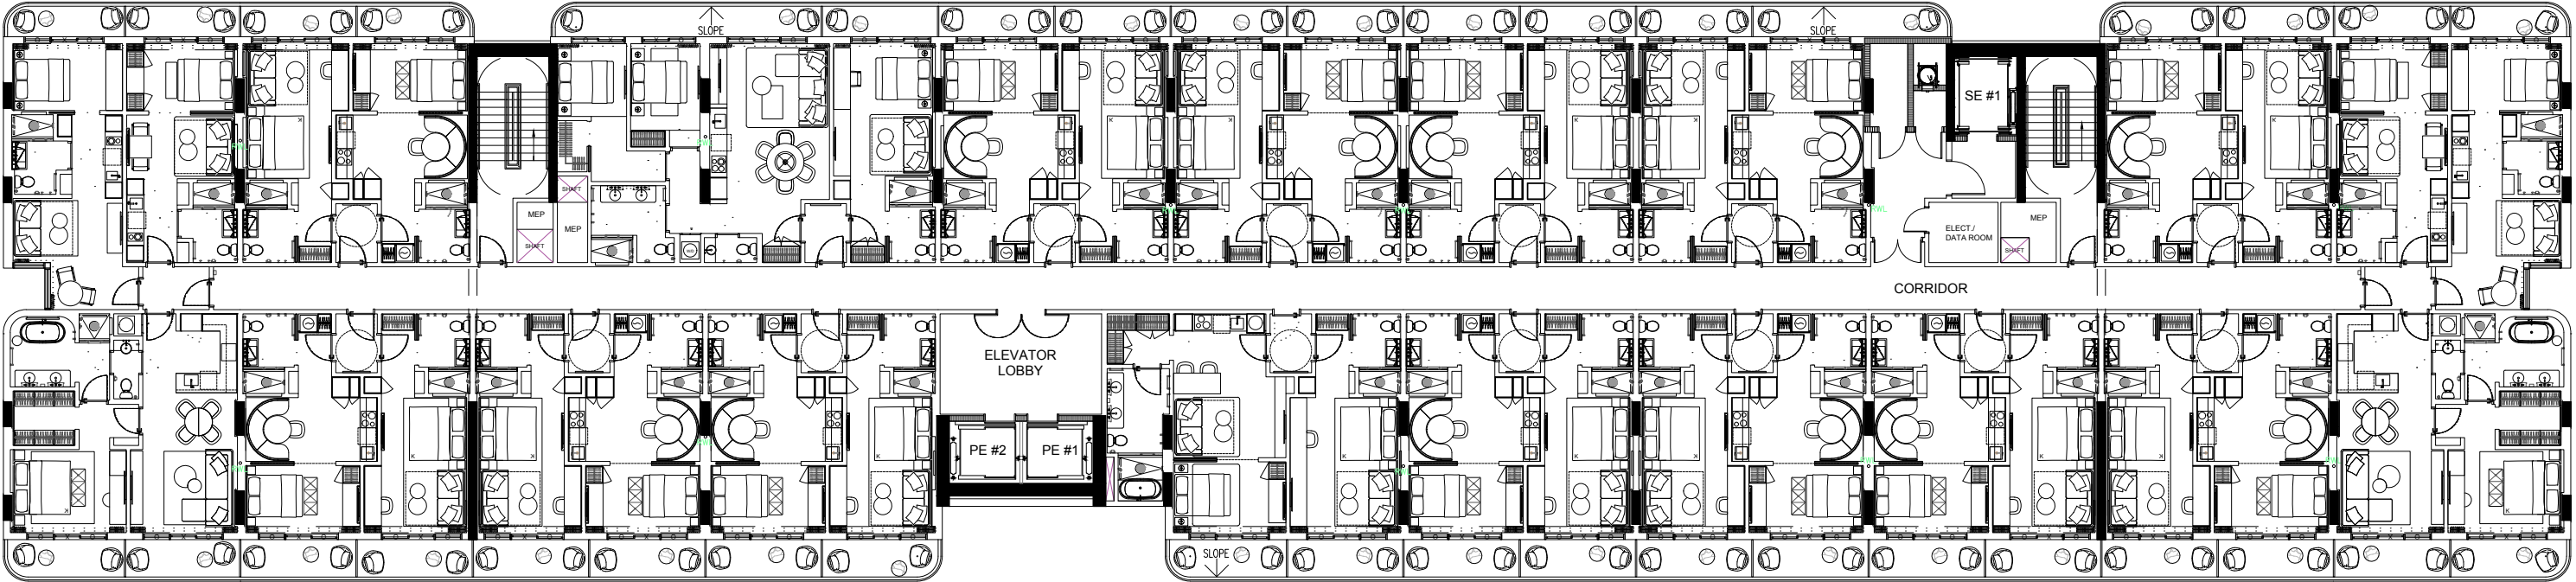 SLOPE
SLOPE
SE #1
SHAFT
MEP
MEP
SHAFT
MEP
ELECT./
DATA ROOM
SHAFT
RWL
CORRIDOR
ELEVATOR
LOBBY
PE #2
PE #1
SLOPE